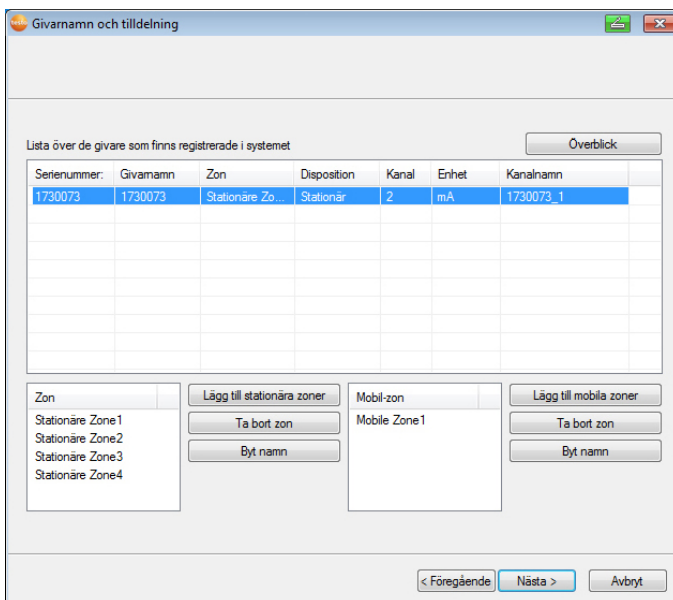 testo Givarnamn och tilldelning
Lista över de givare som finns registrerade i systemet
Överblick
Serienummer: Givarnamn Zon Disposition Kanal Enhet Kanalnamn
1730073 1730073 Stationäre Zo... Stationär 2 mA 1730073_1
Zon
Stationäre Zone1
Stationäre Zone2
Stationäre Zone3
Stationäre Zone4
Lägg till stationära zoner
Ta bort zon
Byt namn
Mobil-zon
Mobile Zone1
Lägg till mobila zoner
Ta bort zon
Byt namn
< Föregående Nästa > Avbryt